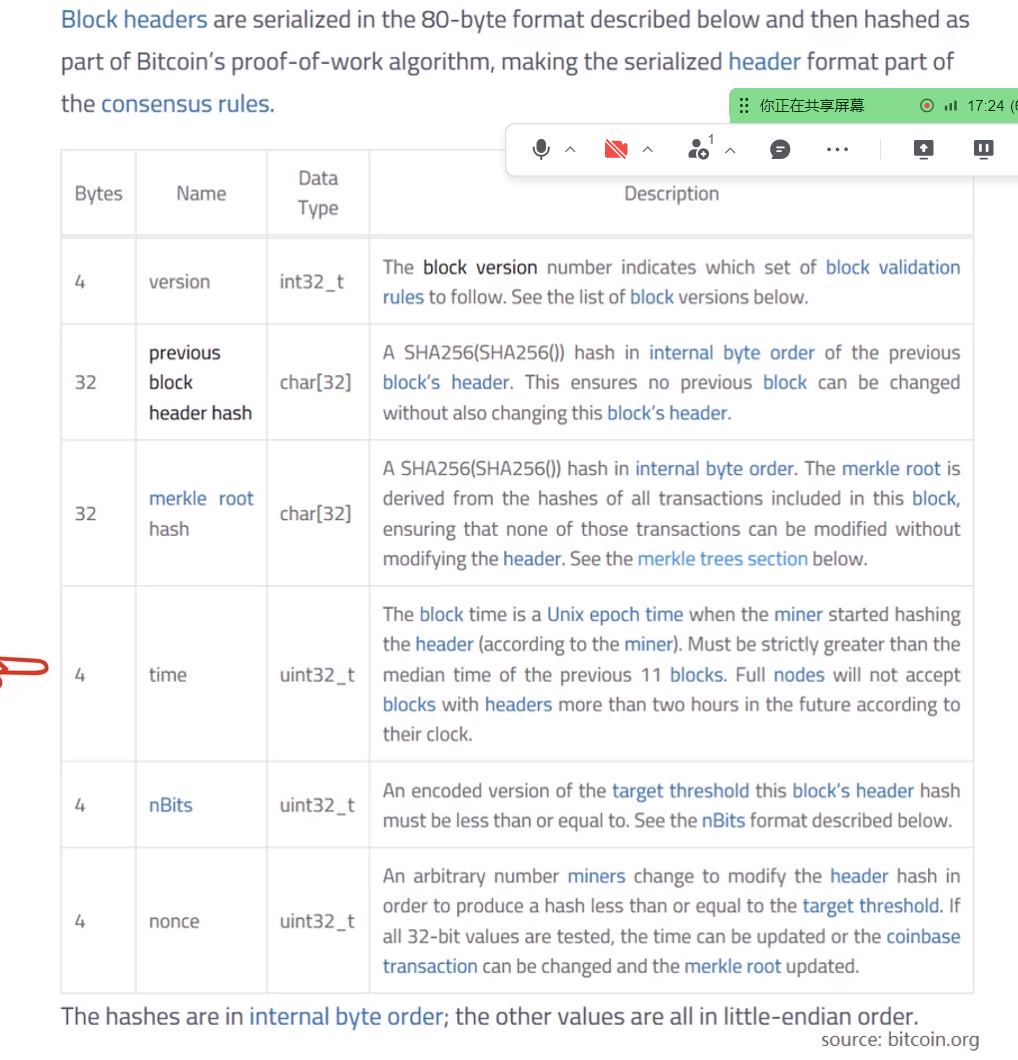 Block headers are serialized in the 80-byte format described below and then hashed as
part of Bitcoin's proof-of-work algorithm, making the serialized header format part of
the consensus rules.
你正在共享屏幕
17:24 (
1
Bytes
Name
Data
Type
Description
4
version
int32_t
The block version number indicates which set of block validation
rules to follow. See the list of block versions below.
32
previous
block
header hash
char[32]
A SHA256(SHA256()) hash in internal byte order of the previous
block's header. This ensures no previous block can be changed
without also changing this block's header.
32
merkle root
hash
char[32]
A SHA256(SHA256()) hash in internal byte order. The merkle root is
derived from the hashes of all transactions included in this block,
ensuring that none of those transactions can be modified without
modifying the header. See the merkle trees section below.
4
time
uint32_t
The block time is a Unix epoch time when the miner started hashing
the header (according to the miner). Must be strictly greater than the
median time of the previous 11 blocks. Full nodes will not accept
blocks with headers more than two hours in the future according to
their clock.
4
nBits
uint32_t
An encoded version of the target threshold this block's header hash
must be less than or equal to. See the nBits format described below.
4
nonce
uint32_t
An arbitrary number miners change to modify the header hash in
order to produce a hash less than or equal to the target threshold. If
all 32-bit values are tested, the time can be updated or the coinbase
transaction can be changed and the merkle root updated.
The hashes are in internal byte order; the other values are all in little-endian order.
source: bitcoin.org